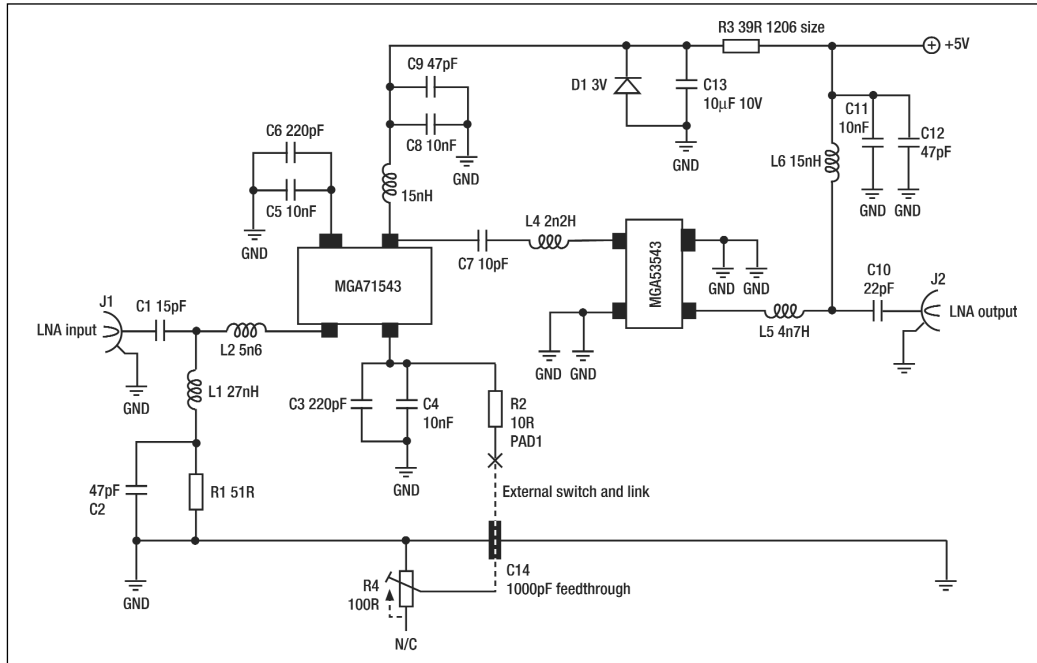 R3 39R 1206 size
+5V
C9 47pF
D1 3V
C13
10µF 10V
C11
10nF
C12
47pF
C6 220pF
C8 10nF
GND
GND
L6 15nH
C5 10nF
15nH
GND
GND
GND
L4 2n2H
C7 10pF
MGA71543
MGA53543
GND
GND
C10
22pF
J2
LNA output
J1
C1 15pF
LNA input
L2 5n6
L5 4n7H
GND
GND
GND
GND
L1 27nH
C3 220pF
C4
10nF
R2
10R
PAD1
GND
External switch and link
47pF
C2
R1 51R
C14
1000pF feedthrough
GND
R4
100R
N/C